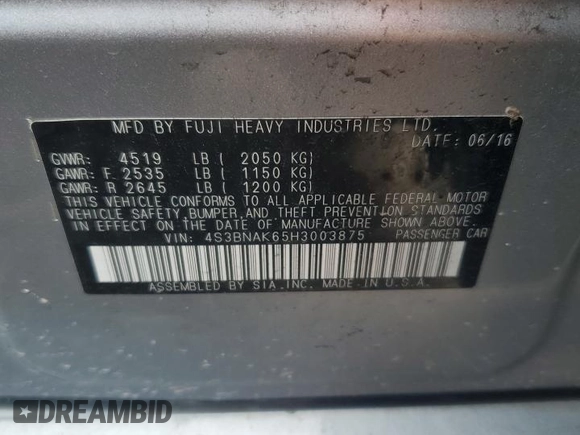 MFD BY FUJI HEAVY INDUSTRIES LTD.
DATE: 06/16
GVWR: 4519 LB ( 2050 KG)
GAWR: F 2535 LB ( 1150 KG)
GAWR: R 2645 LB ( 1200 KG)
THIS VEHICLE CONFORMS TO ALL APPLICABLE FEDERAL MOTOR
VEHICLE SAFETY, BUMPER, AND THEFT PREVENTION STANDARDS
IN EFFECT ON THE DATE OF MANUFACTURE SHOWN ABOVE.
VIN: 4S3BNAK65H3003875 PASSENGER CAR
ASSEMBLED BY SIA, INC. MADE IN U.S.A.
DREAMBID